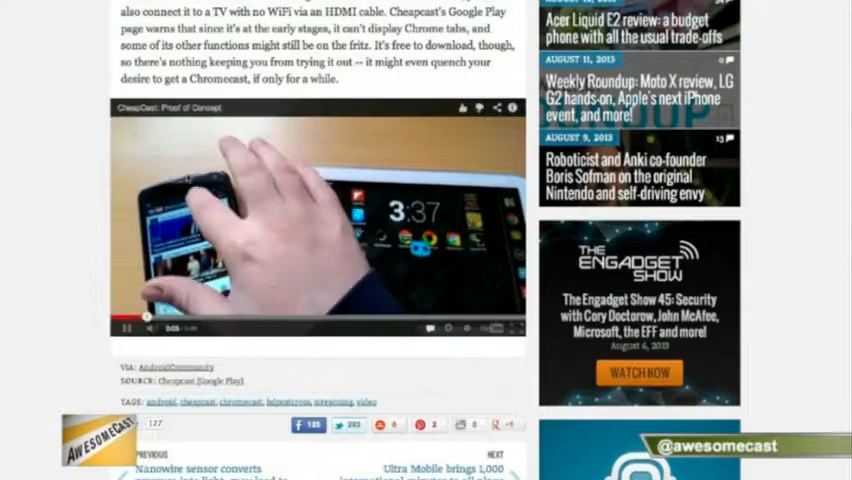 also connect it to a TV with no WiFi via an HDMI cable. Cheapcast's Google Play
page warns that since it's at the early stages, it can't display Chrome tabs, and
some of its other functions might still be on the fritz. It's free to download, though,
so there's nothing keeping you from trying it out -- it might even quench your
desire to get a Chromecast, if only for a while.
CheapCast: Proof of Concept
3:37
0:03
VIA: AndroidCommunity
SOURCE: Cheapcast (Google Play)
TAGS: android, cheapcast, chromecast, hdpostcross, streaming, video
127
125
293
0
2
0
+1
PREVIOUS
Nanowire sensor converts
NEXT
Ultra Mobile brings 1,000
Acer Liquid E2 review: a budget
phone with all the usual trade-offs
AUGUST 11, 2013
0
Weekly Roundup: Moto X review, LG
G2 hands-on, Apple's next iPhone
event, and more!
AUGUST 9, 2013
13
Roboticist and Anki co-founder
Boris Sofman on the original
Nintendo and self-driving envy
THE
ENGADGET
SHOW
The Engadget Show 45: Security
with Cory Doctorow, John McAfee,
Microsoft, the EFF and more!
August 6, 2013
WATCH NOW
AWESOMECAST
@awesomecast